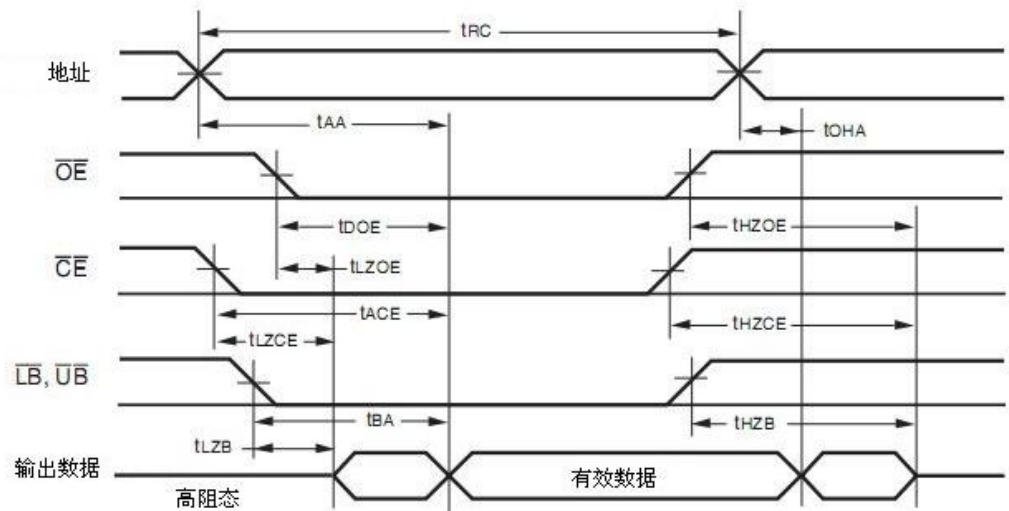 tRC
地址
tAA
tOHA
OE
tDOE
tHZOE
tLZOE
CE
tACE
tHZCE
tLZCE
LB, UB
tBA
tHZB
tLZB
输出数据
有效数据
高阻态